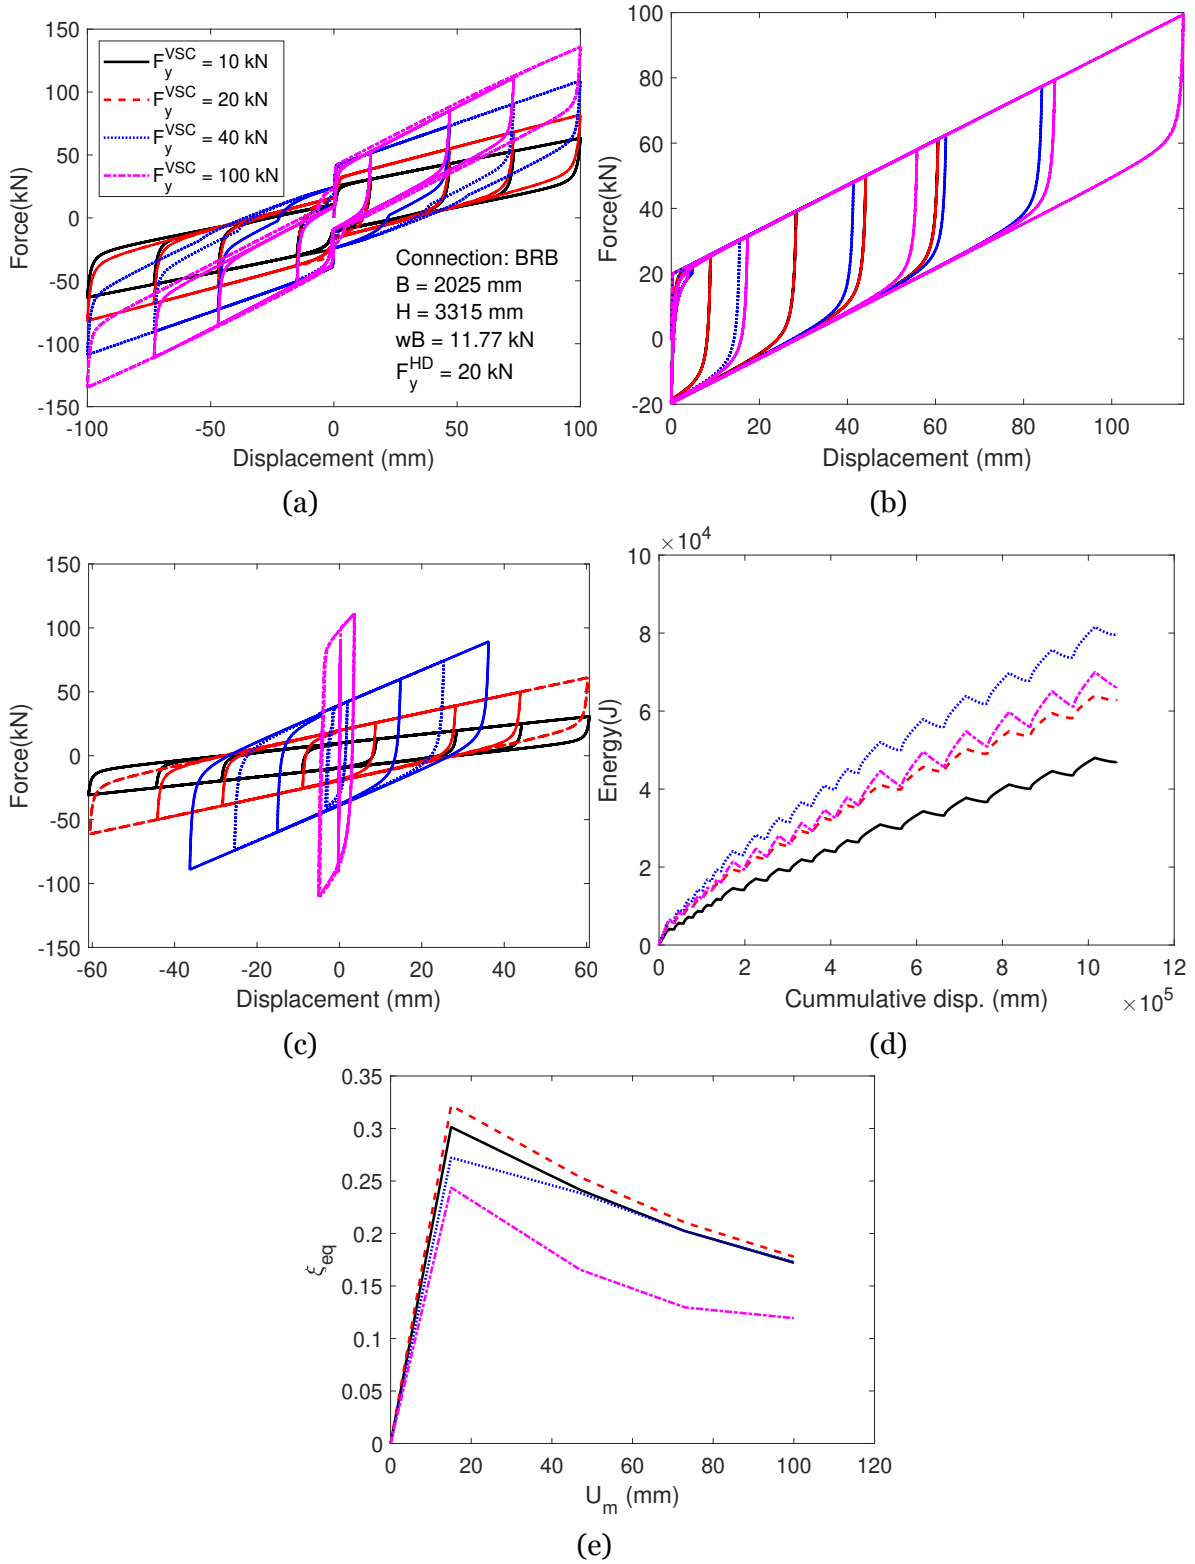 150
100
50
0
-50
-100
-150
Force(kN)
F_y^VSC = 10 kN
F_y^VSC = 20 kN
F_y^VSC = 40 kN
F_y^VSC = 100 kN
Connection: BRB
B = 2025 mm
H = 3315 mm
wB = 11.77 kN
F_y^HD = 20 kN
-100 -50 0 50 100
Displacement (mm)
(a)
100
80
60
40
20
0
-20
Force(kN)
0 20 40 60 80 100
Displacement (mm)
(b)
150
100
50
0
-50
-100
-150
Force(kN)
-60 -40 -20 0 20 40 60
Displacement (mm)
(c)
×10^4
10
8
6
4
2
0
Energy(J)
0 2 4 6 8 10 12
Cummulative disp. (mm) ×10^5
(d)
0.35
0.3
0.25
0.2
0.15
0.1
0.05
0
ξ_eq
0 20 40 60 80 100 120
U_m (mm)
(e)